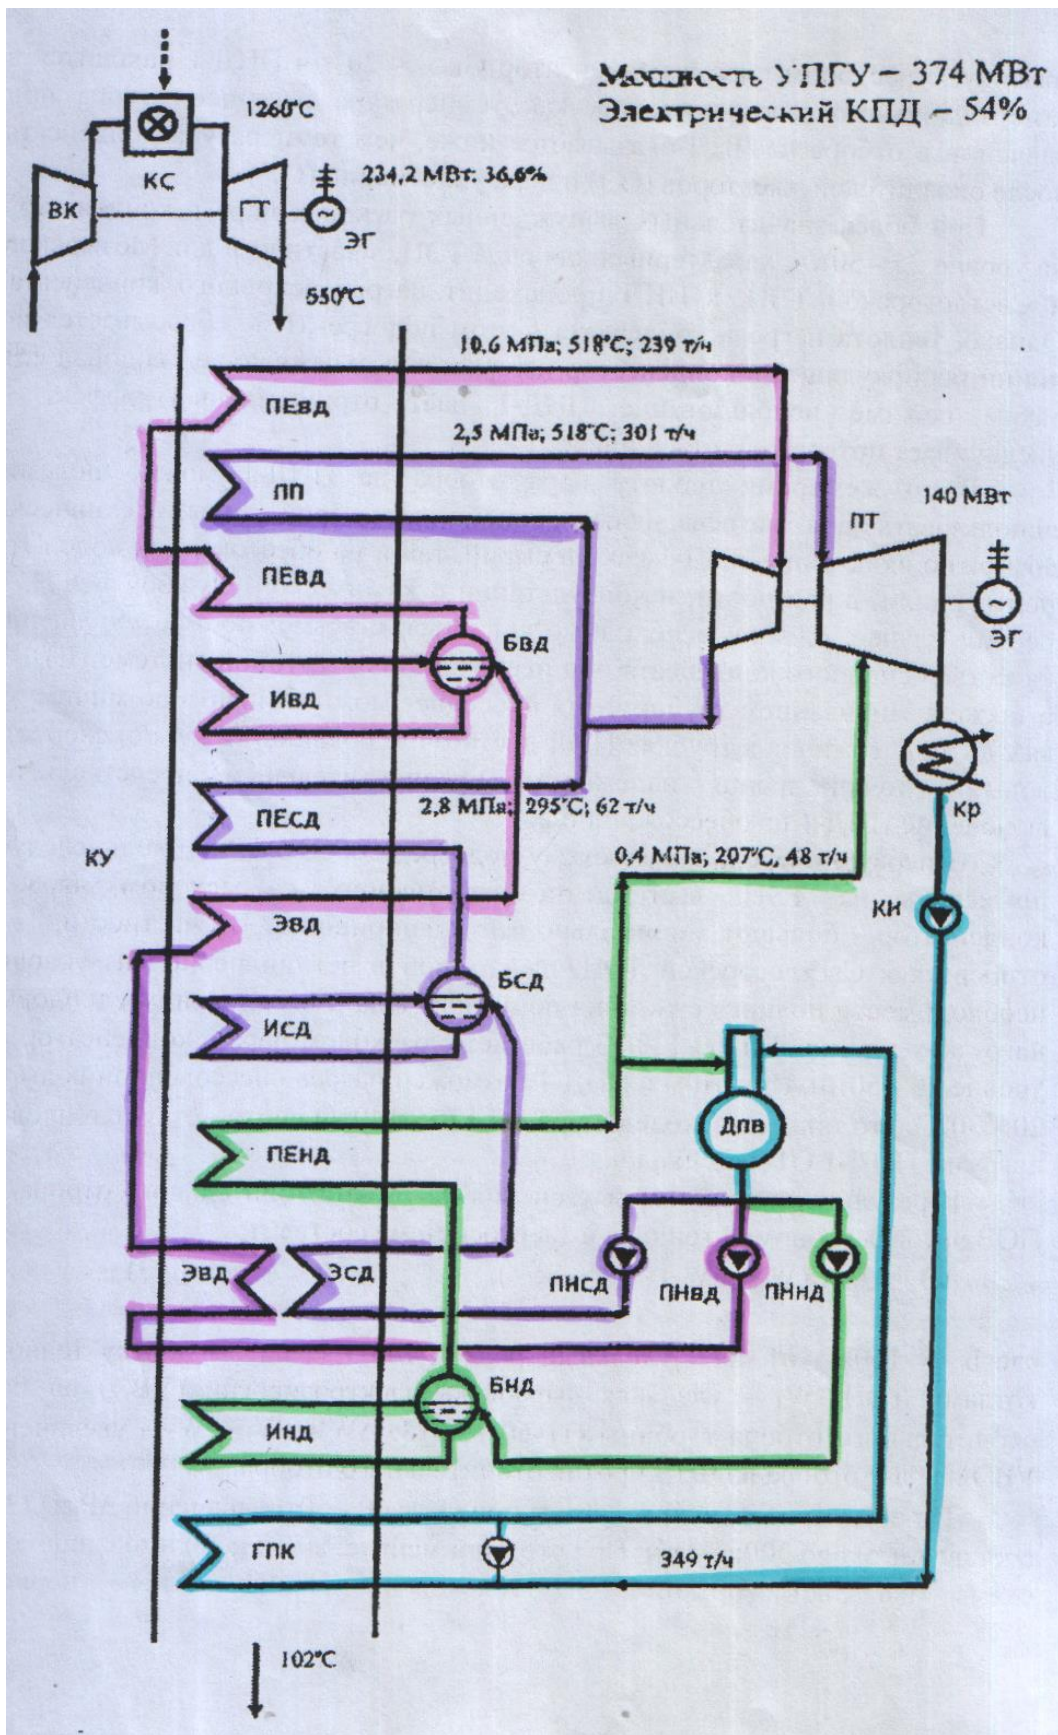 Мощность УПГУ – 374 МВт
Электрический КПД – 54%
1260°С
КС
ВК
ГТ
234,2 МВт: 36,6%
ЭГ
550°С
10,6 МПа; 518°С; 239 т/ч
ПЕвд
2,5 МПа; 518°С; 301 т/ч
ПП
ПТ
140 МВт
ПЕвд
ЭГ
БВД
ИВД
2,8 МПа; 295°С; 62 т/ч
ПЕСД
Кр
КУ
0,4 МПа; 207°С, 48 т/ч
ЭВД
КН
БСД
ИСД
Дпв
ПЕНД
ЭВД
ЭСД
ПНСД
ПНВД
ПННД
БНД
ИНД
ГПК
349 т/ч
102°С